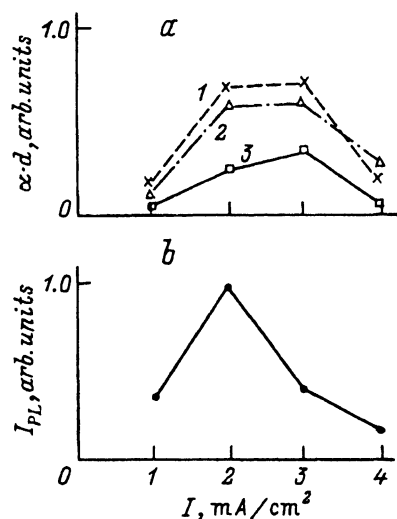 1.0
a
α·d, arb. units
1
2
3
0
b
1.0
I_PL, arb. units
0
1 2 3 4
I, mA/cm²